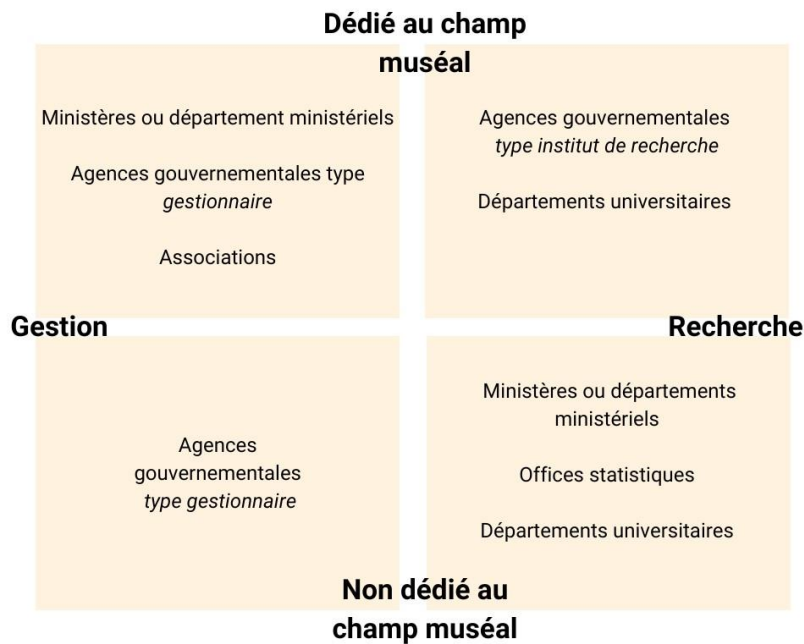 Dédié au champ
muséal
Ministères ou département ministériels
Agences gouvernementales type
gestionnaire
Associations
Agences gouvernementales
type institut de recherche
Départements universitaires
Gestion
Recherche
Agences
gouvernementales
type gestionnaire
Ministères ou départements
ministériels
Offices statistiques
Départements universitaires
Non dédié au
champ muséal